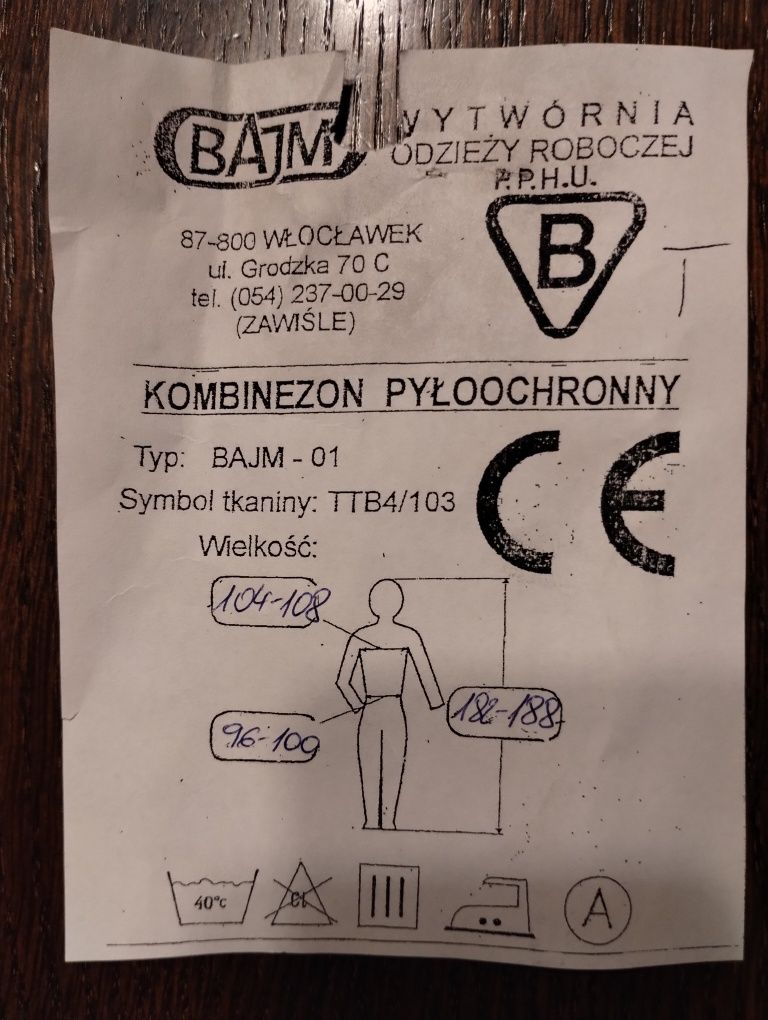 BAJM
WYTWÓRNIA
ODZIEŻY ROBOCZEJ
P.P.H.U.
87-800 WŁOCŁAWEK
ul. Grodzka 70 C
tel. (054) 237-00-29
(ZAWIŚLE)
B
KOMBINEZON PYŁOOCHRONNY
Typ: BAJM - 01
Symbol tkaniny: TTB4/103
CE
Wielkość:
104-108
182-188
96-100
40°c
Cl
A